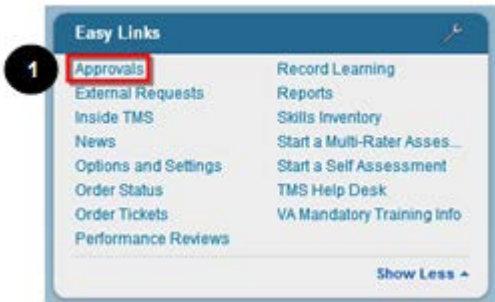 Easy Links
1
Approvals
External Requests
Inside TMS
News
Options and Settings
Order Status
Order Tickets
Performance Reviews
Record Learning
Reports
Skills Inventory
Start a Multi-Rater Asses...
Start a Self Assessment
TMS Help Desk
VA Mandatory Training Info
Show Less